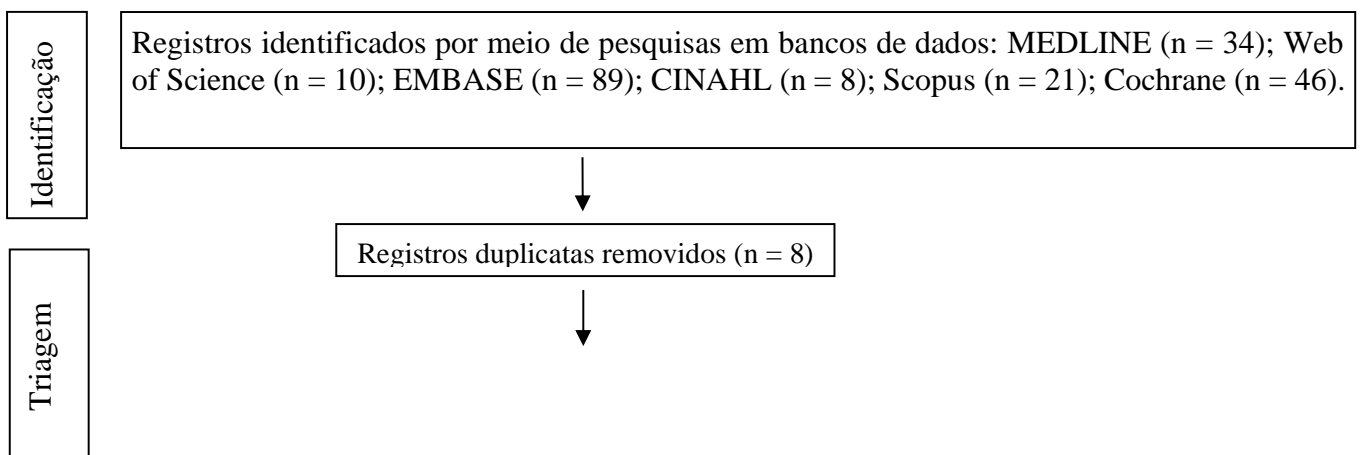 Identificação
Registros identificados por meio de pesquisas em bancos de dados: MEDLINE (n = 34); Web
of Science (n = 10); EMBASE (n = 89); CINAHL (n = 8); Scopus (n = 21); Cochrane (n = 46).
Registros duplicatas removidos (n = 8)
Triagem